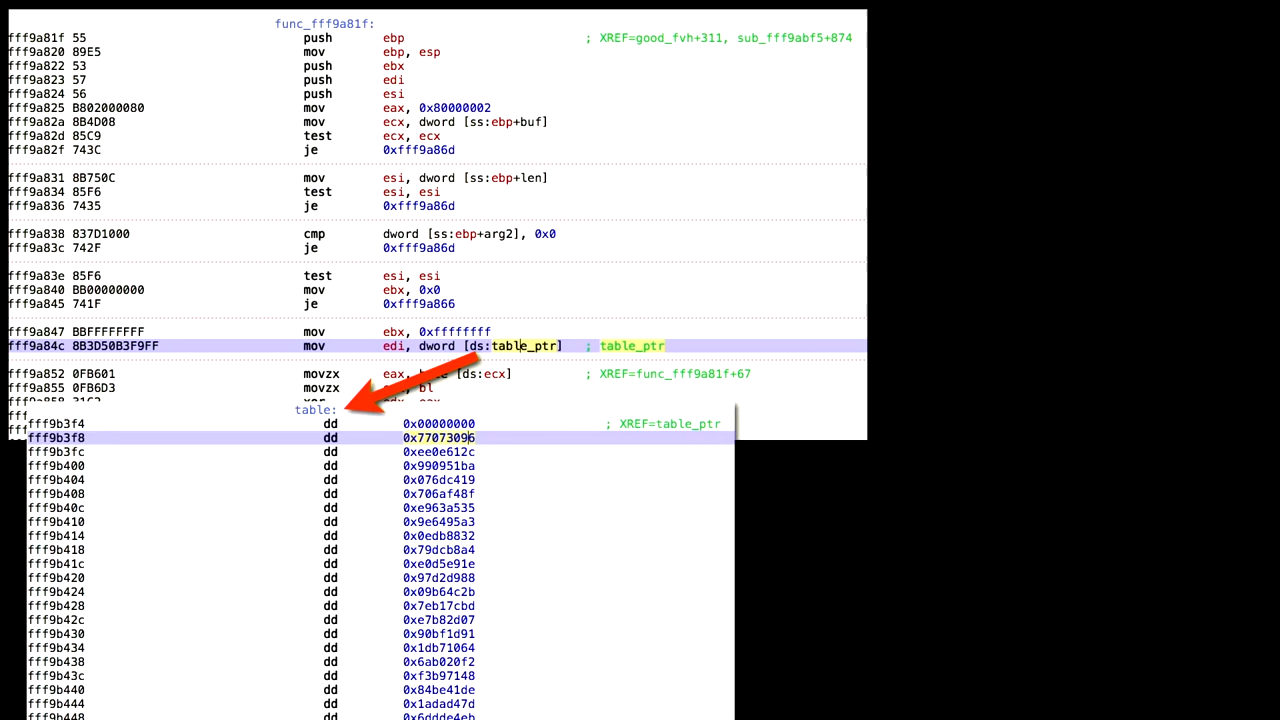 func_fff9a81f:
fff9a81f 55 push ebp ; XREF=good_fvh+311, sub_fff9abf5+874
fff9a820 89E5 mov ebp, esp
fff9a822 53 push ebx
fff9a823 57 push edi
fff9a824 56 push esi
fff9a825 B802000080 mov eax, 0x80000002
fff9a82a 8B4D08 mov ecx, dword [ss:ebp+buf]
fff9a82d 85C9 test ecx, ecx
fff9a82f 743C je 0xfff9a86d
fff9a831 8B750C mov esi, dword [ss:ebp+len]
fff9a834 85F6 test esi, esi
fff9a836 7435 je 0xfff9a86d
fff9a838 837D1000 cmp dword [ss:ebp+arg2], 0x0
fff9a83c 742F je 0xfff9a86d
fff9a83e 85F6 test esi, esi
fff9a840 BB00000000 mov ebx, 0x0
fff9a845 741F je 0xfff9a866
fff9a847 BBFFFFFFFF mov ebx, 0xffffffff
fff9a84c 8B3D50B3F9FF mov edi, dword [ds:table_ptr] ; table_ptr
fff9a852 0FB601 movzx eax, [ds:ecx] ; XREF=func_fff9a81f+67
fff9a855 0FB6D3 movzx bl
table:
fff9b3f4 dd 0x00000000 ; XREF=table_ptr
fff9b3f8 dd 0x77073096
fff9b3fc dd 0xee0e612c
fff9b400 dd 0x990951ba
fff9b404 dd 0x076dc419
fff9b408 dd 0x706af48f
fff9b40c dd 0xe963a535
fff9b410 dd 0x9e6495a3
fff9b414 dd 0x0edb8832
fff9b418 dd 0x79dcb8a4
fff9b41c dd 0xe0d5e91e
fff9b420 dd 0x97d2d988
fff9b424 dd 0x09b64c2b
fff9b428 dd 0x7eb17cbd
fff9b42c dd 0xe7b82d07
fff9b430 dd 0x90bf1d91
fff9b434 dd 0x1db71064
fff9b438 dd 0x6ab020f2
fff9b43c dd 0xf3b97148
fff9b440 dd 0x84be41de
fff9b444 dd 0x1adad47d
fff9b448 dd 0x6ddde4eb